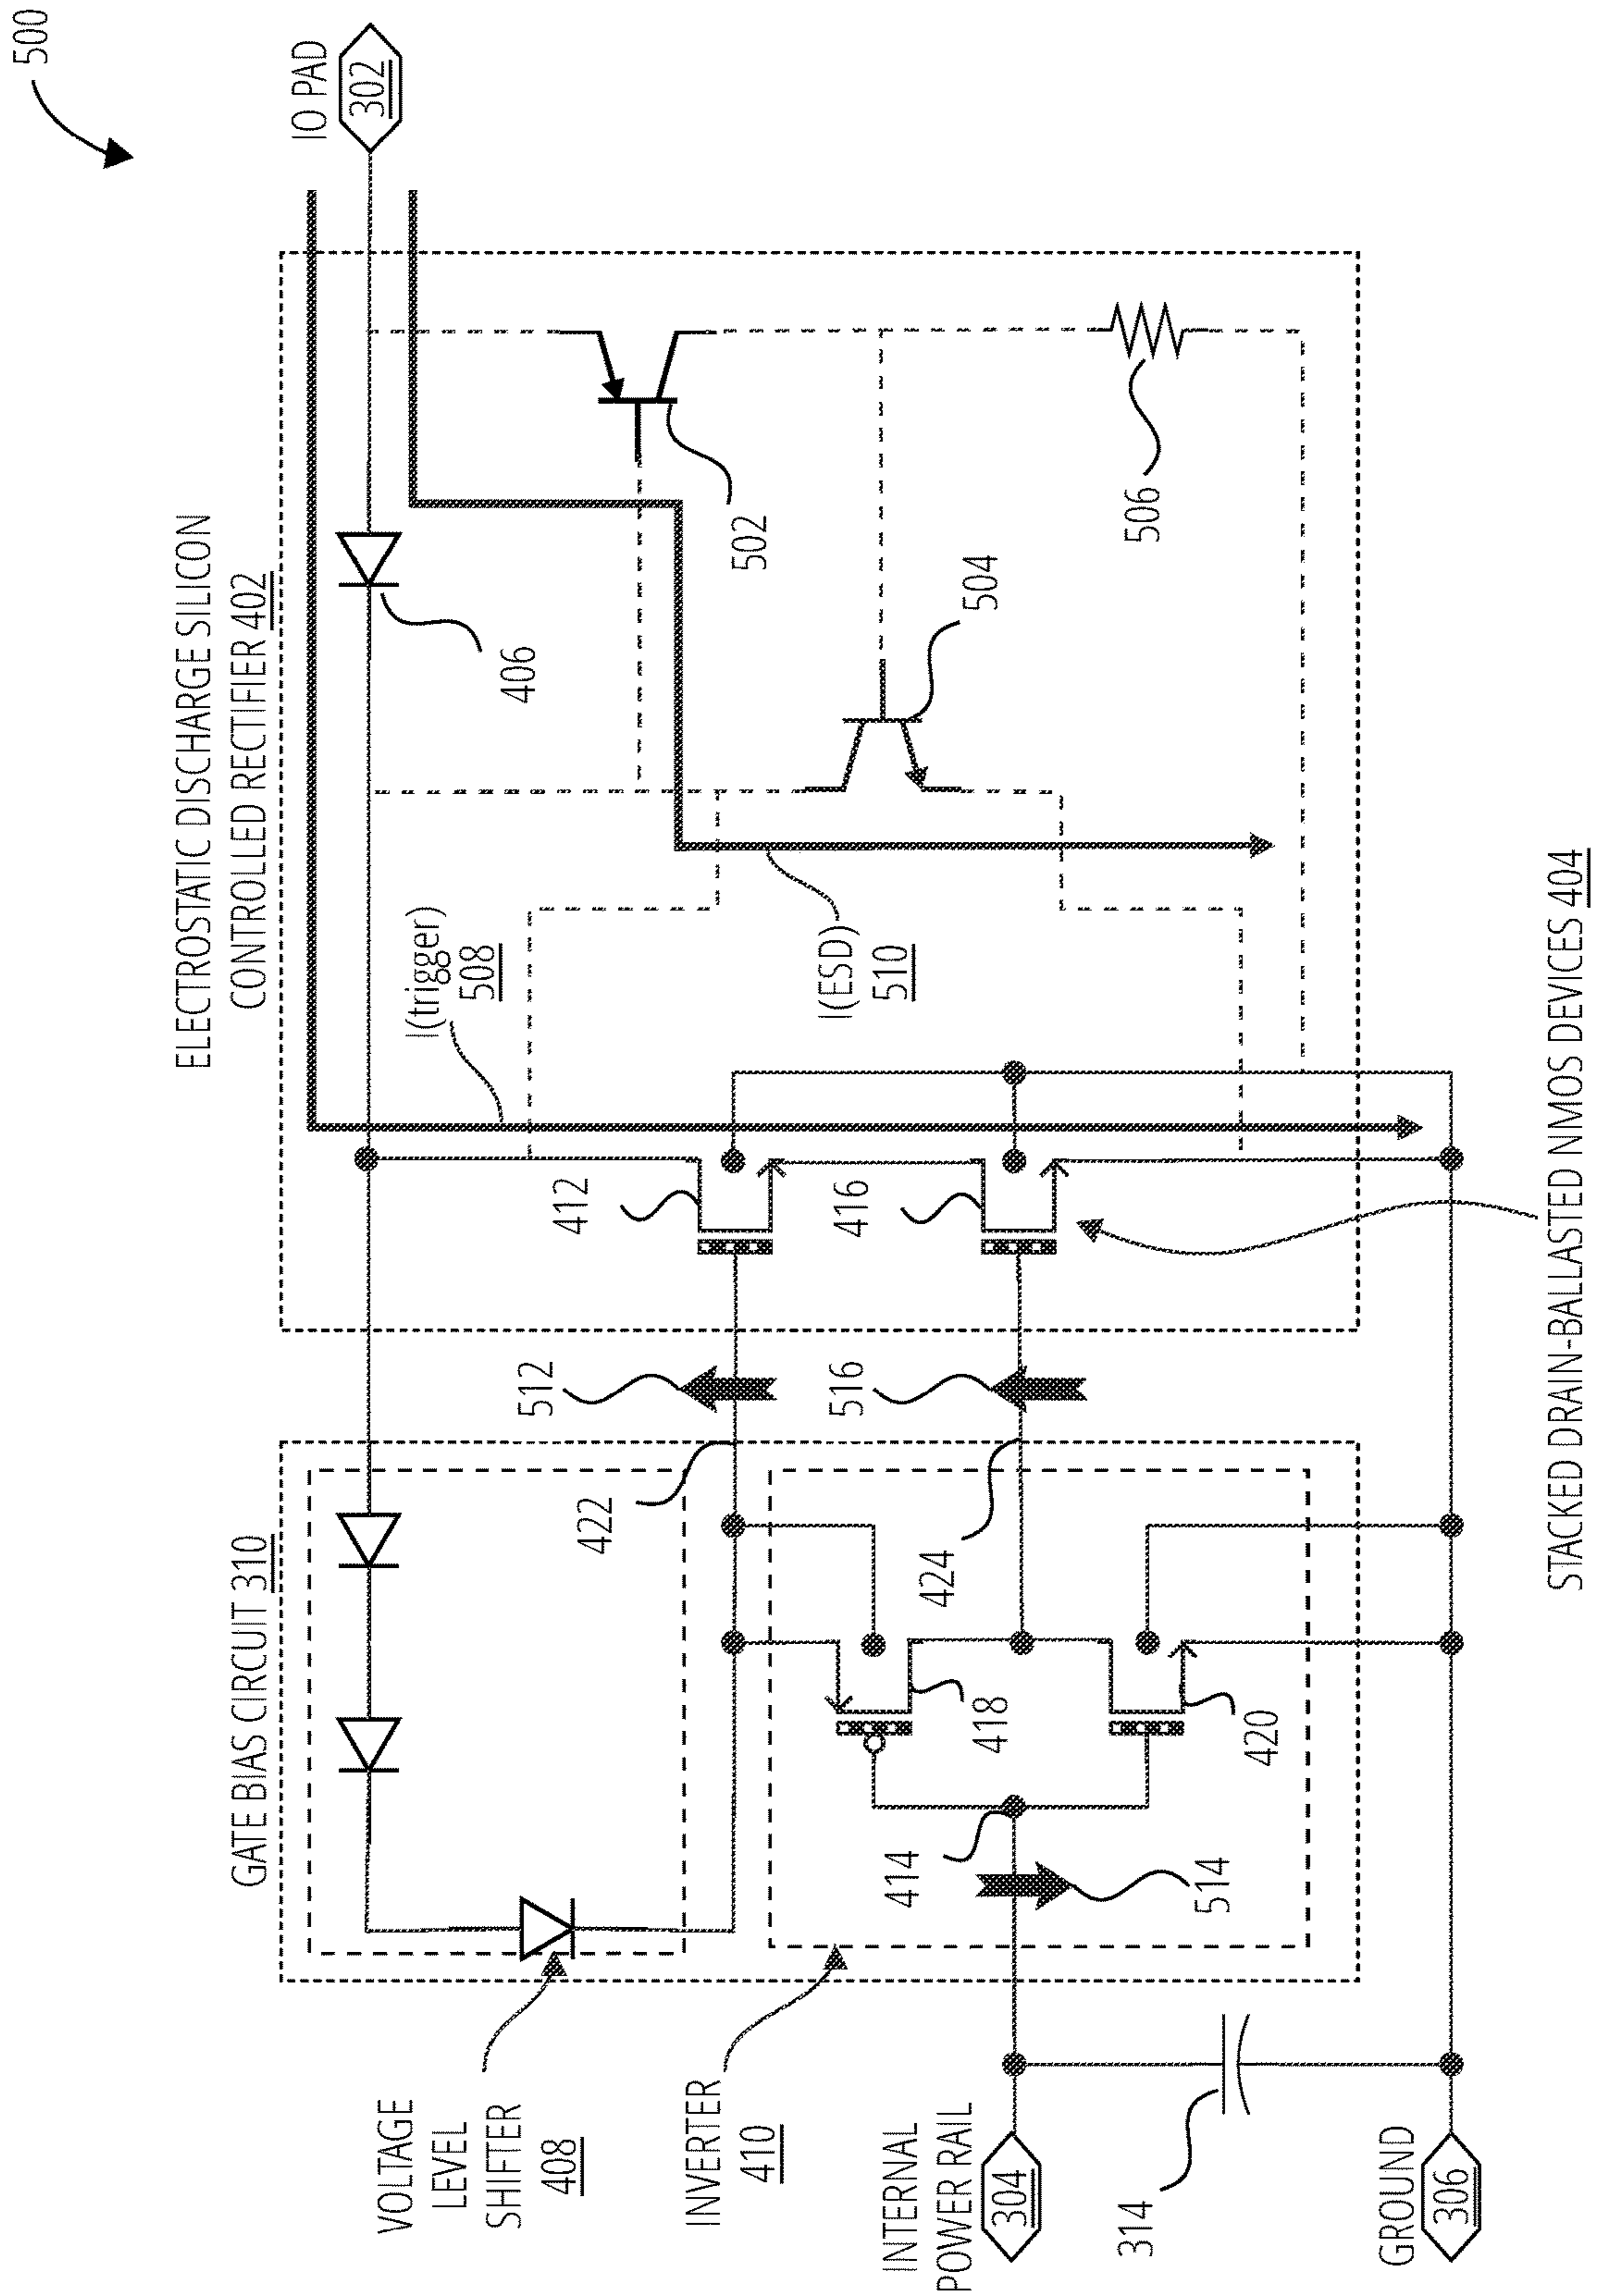 500
IO PAD
302
ELECTROSTATIC DISCHARGE SILICON
CONTROLLED RECTIFIER 402
406
502
504
506
I(trigger)
508
I(ESD)
510
412
416
STACKED DRAIN-BALLASTED NMOS DEVICES 404
512
516
GATE BIAS CIRCUIT 310
422
424
418
420
414
514
VOLTAGE
LEVEL
SHIFTER
408
INVERTER
410
INTERNAL
POWER RAIL
304
314
GROUND
306